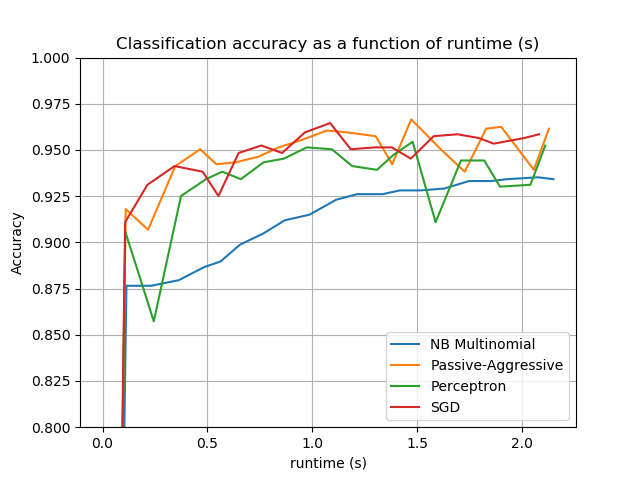 Classification accuracy as a function of runtime (s)
1.000
0.975
0.950
0.925
0.900
0.875
0.850
0.825
0.800
Accuracy
NB Multinomial
Passive-Aggressive
Perceptron
SGD
0.0 0.5 1.0 1.5 2.0
runtime (s)